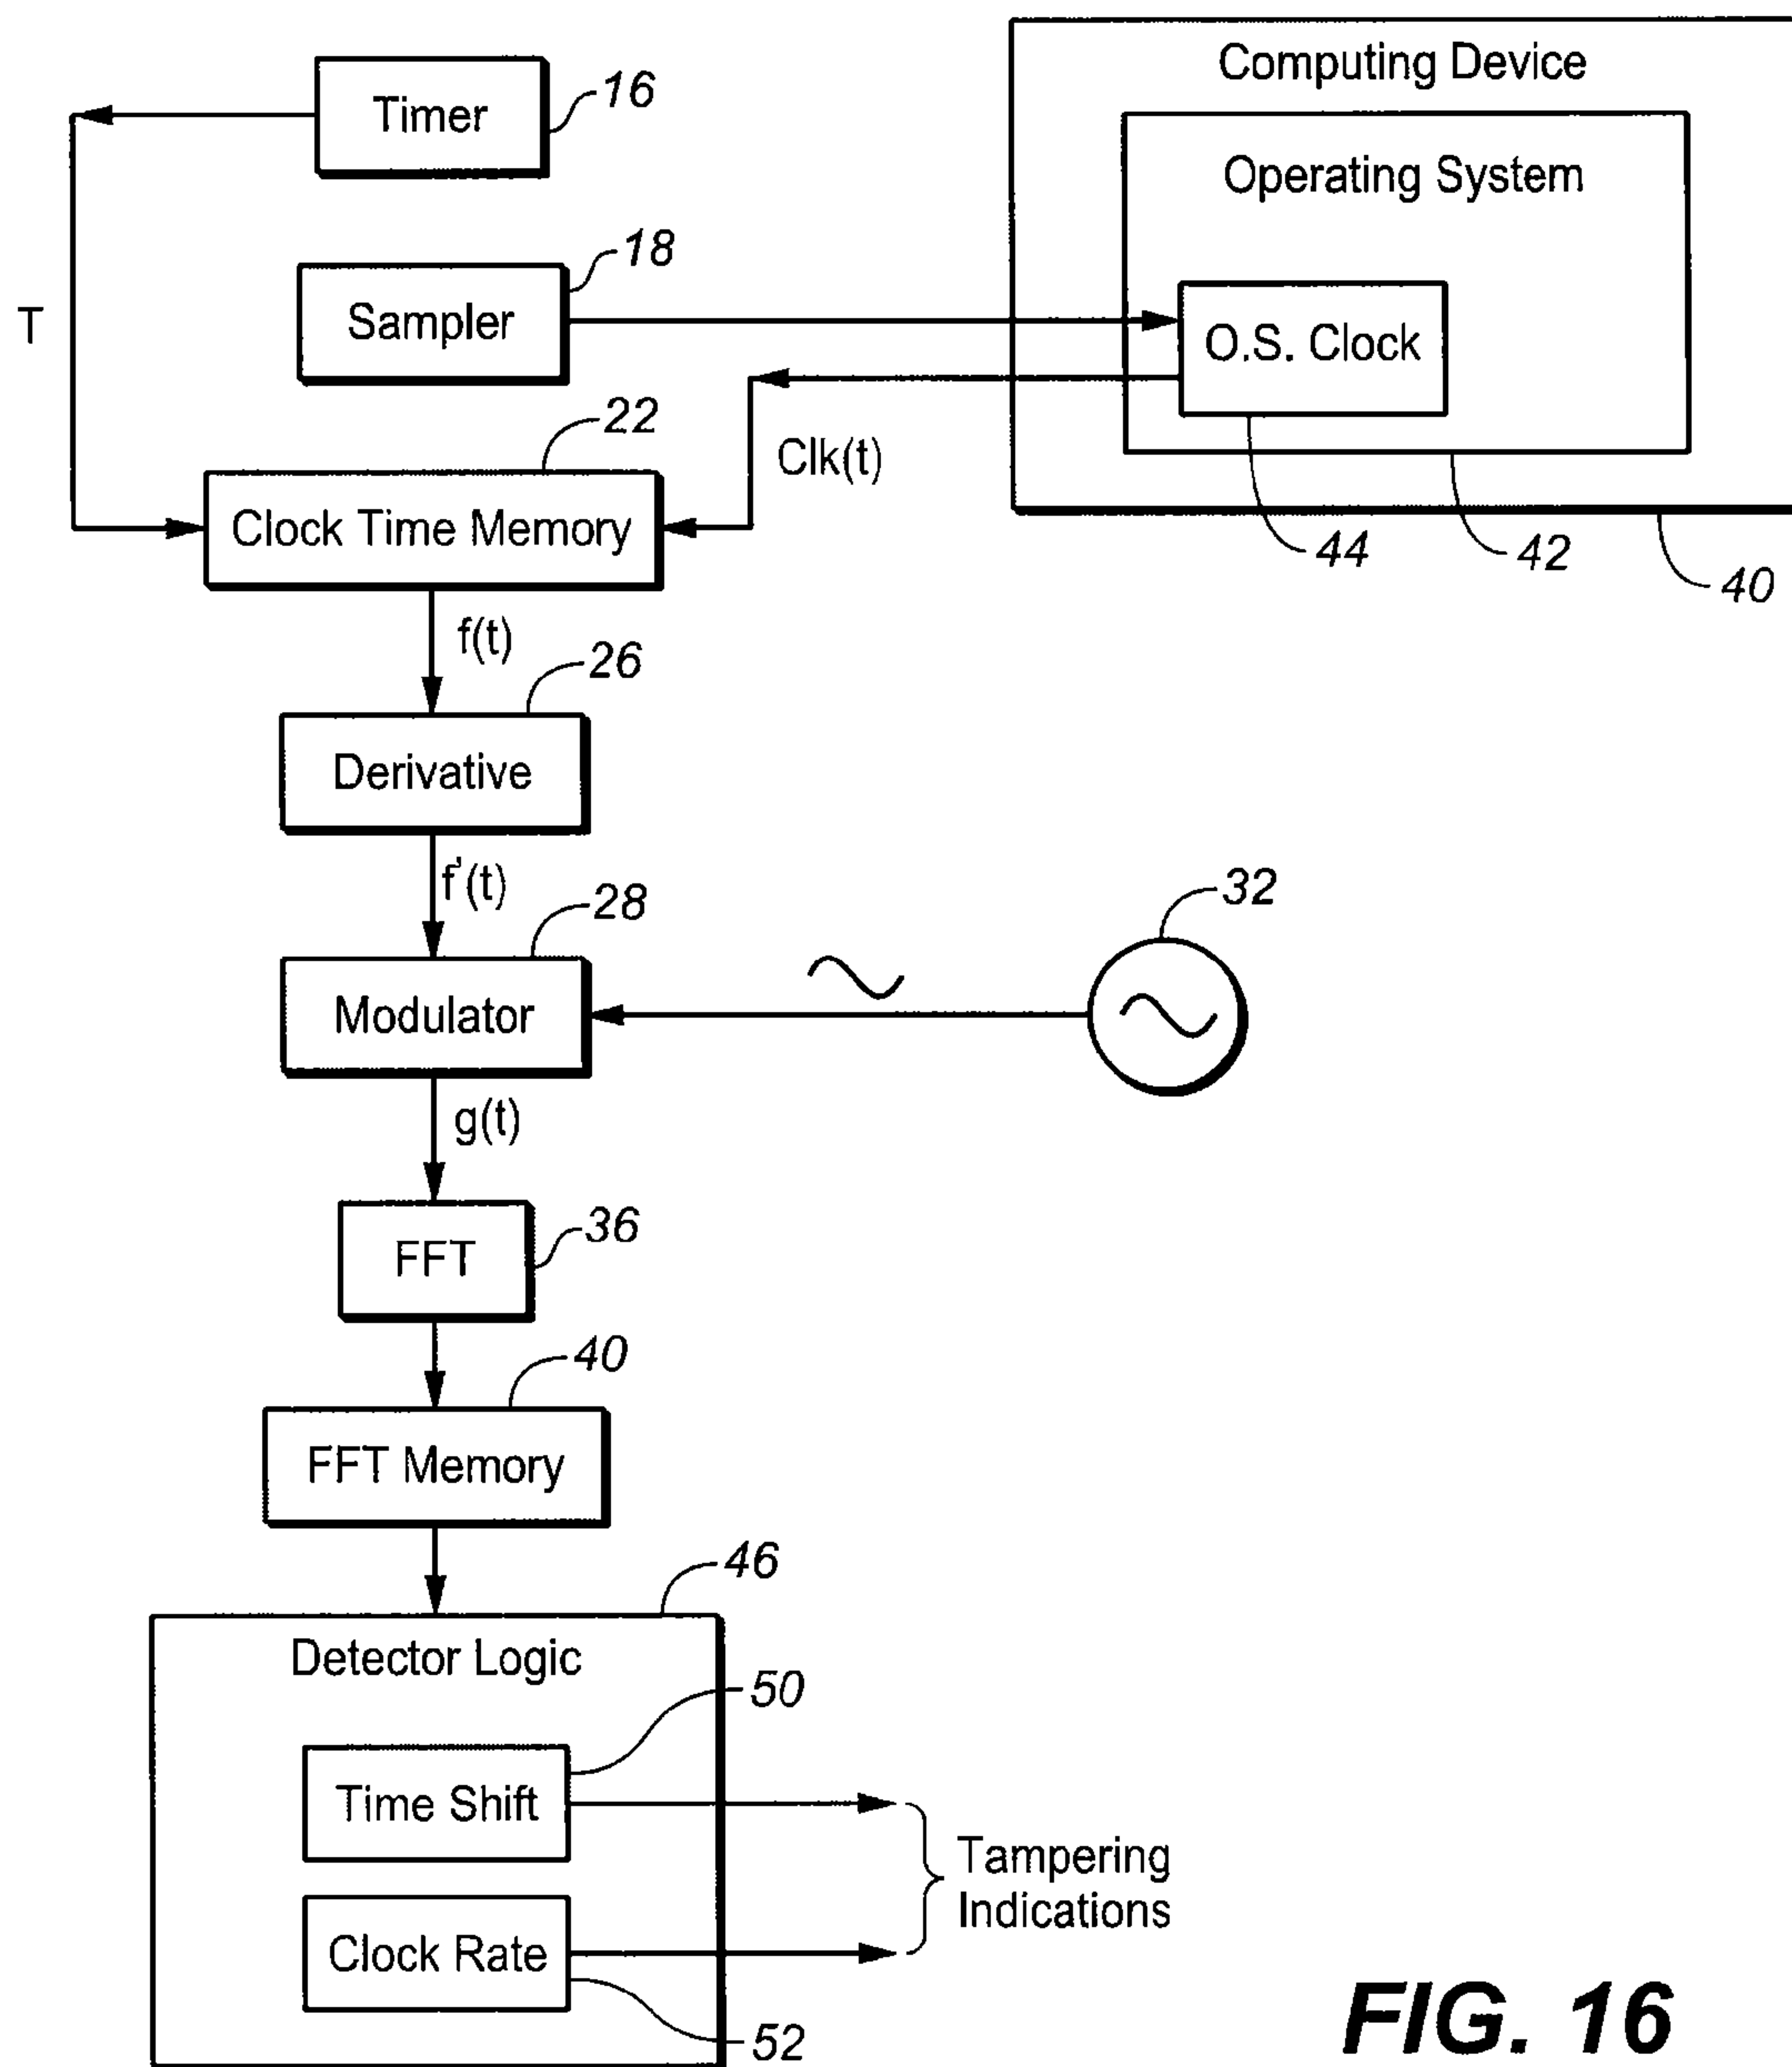 Computing Device
Timer
16
Operating System
18
T
Sampler
O.S. Clock
22
Clk(t)
Clock Time Memory
44
42
40
f(t)
26
Derivative
f'(t)
28
32
Modulator
g(t)
36
FFT
40
FFT Memory
46
Detector Logic
50
Time Shift
Tampering
Indications
Clock Rate
52
FIG. 16